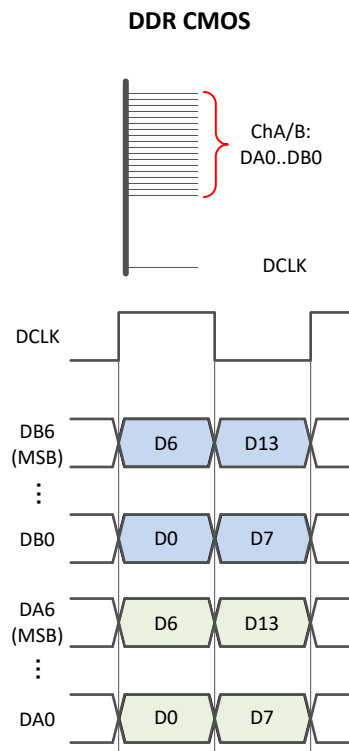 DDR CMOS
ChA/B:
DA0..DB0
DCLK
DCLK
DB6
(MSB)
D6 D13
⋮
DB0 D0 D7
DA6
(MSB)
D6 D13
⋮
DA0 D0 D7